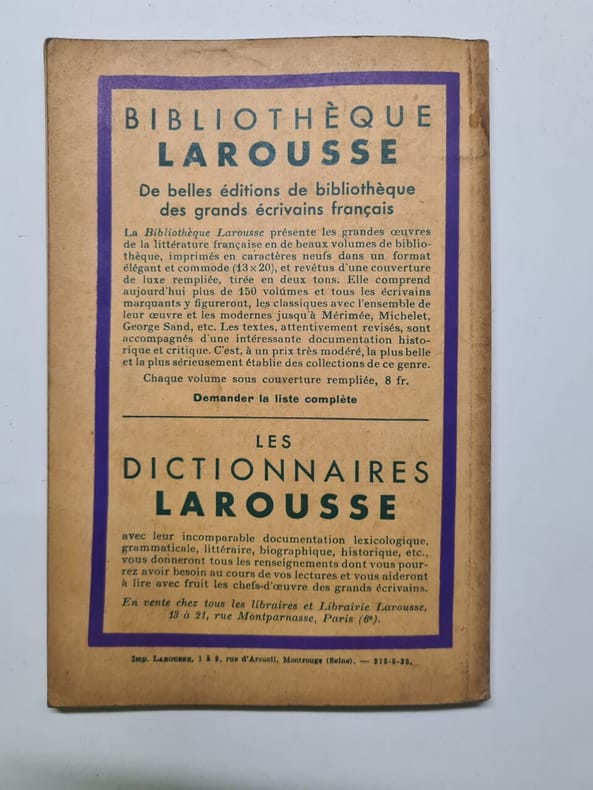 BIBLIOTHÈQUE
LAROUSSE
De belles éditions de bibliothèque
des grands écrivains français
La Bibliothèque Larousse présente les grandes œuvres
de la littérature française en de beaux volumes de biblio-
thèque, imprimés en caractères neufs dans un format
élégant et commode (13×20), et revêtus d'une couverture
de luxe rempliée, tirée en deux tons. Elle comprend
aujourd'hui plus de 150 volumes et tous les écrivains
marquants y figureront, les classiques avec l'ensemble de
leur œuvre et les modernes jusqu'à Mérimée, Michelet,
George Sand, etc. Les textes, attentivement revisés, sont
accompagnés d'une intéressante documentation histo-
rique et critique. C'est, à un prix très modéré, la plus belle
et la plus sérieusement établie des collections de ce genre.
Chaque volume sous couverture rempliée, 8 fr.
Demander la liste complète
LES
DICTIONNAIRES
LAROUSSE
avec leur incomparable documentation lexicologique,
grammaticale, littéraire, biographique, historique, etc.,
vous donneront tous les renseignements dont vous pour-
rez avoir besoin au cours de vos lectures et vous aideront
à lire avec fruit les chefs-d'œuvre des grands écrivains.
En vente chez tous les libraires et Librairie Larousse,
13 à 21, rue Montparnasse, Paris (6e).
Imp. LAROUSSE, 1 à 9, rue d'Arcueil, Montrouge (Seine). — 212-5-35.